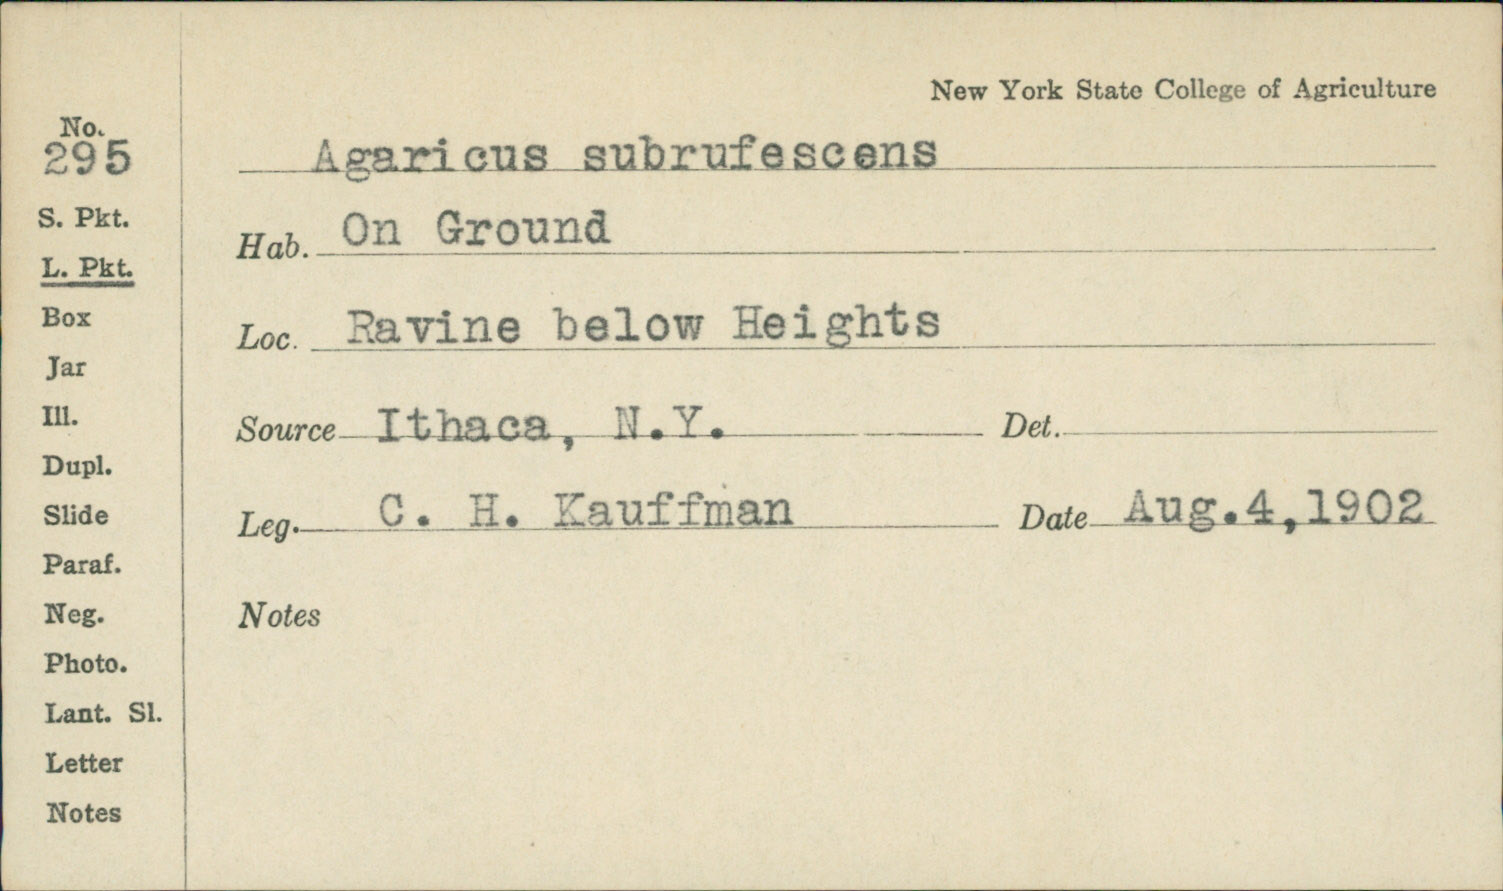 New York State College of Agriculture
No.
295
Agaricus subrufescens
S. Pkt.
Hab. On Ground
L. Pkt.
Box
Loc. Ravine below Heights
Jar
Ill.
Source Ithaca, N.Y. Det.
Dupl.
Slide
Leg. C. H. Kauffman Date Aug.4,1902
Paraf.
Neg.
Notes
Photo.
Lant. Sl.
Letter
Notes